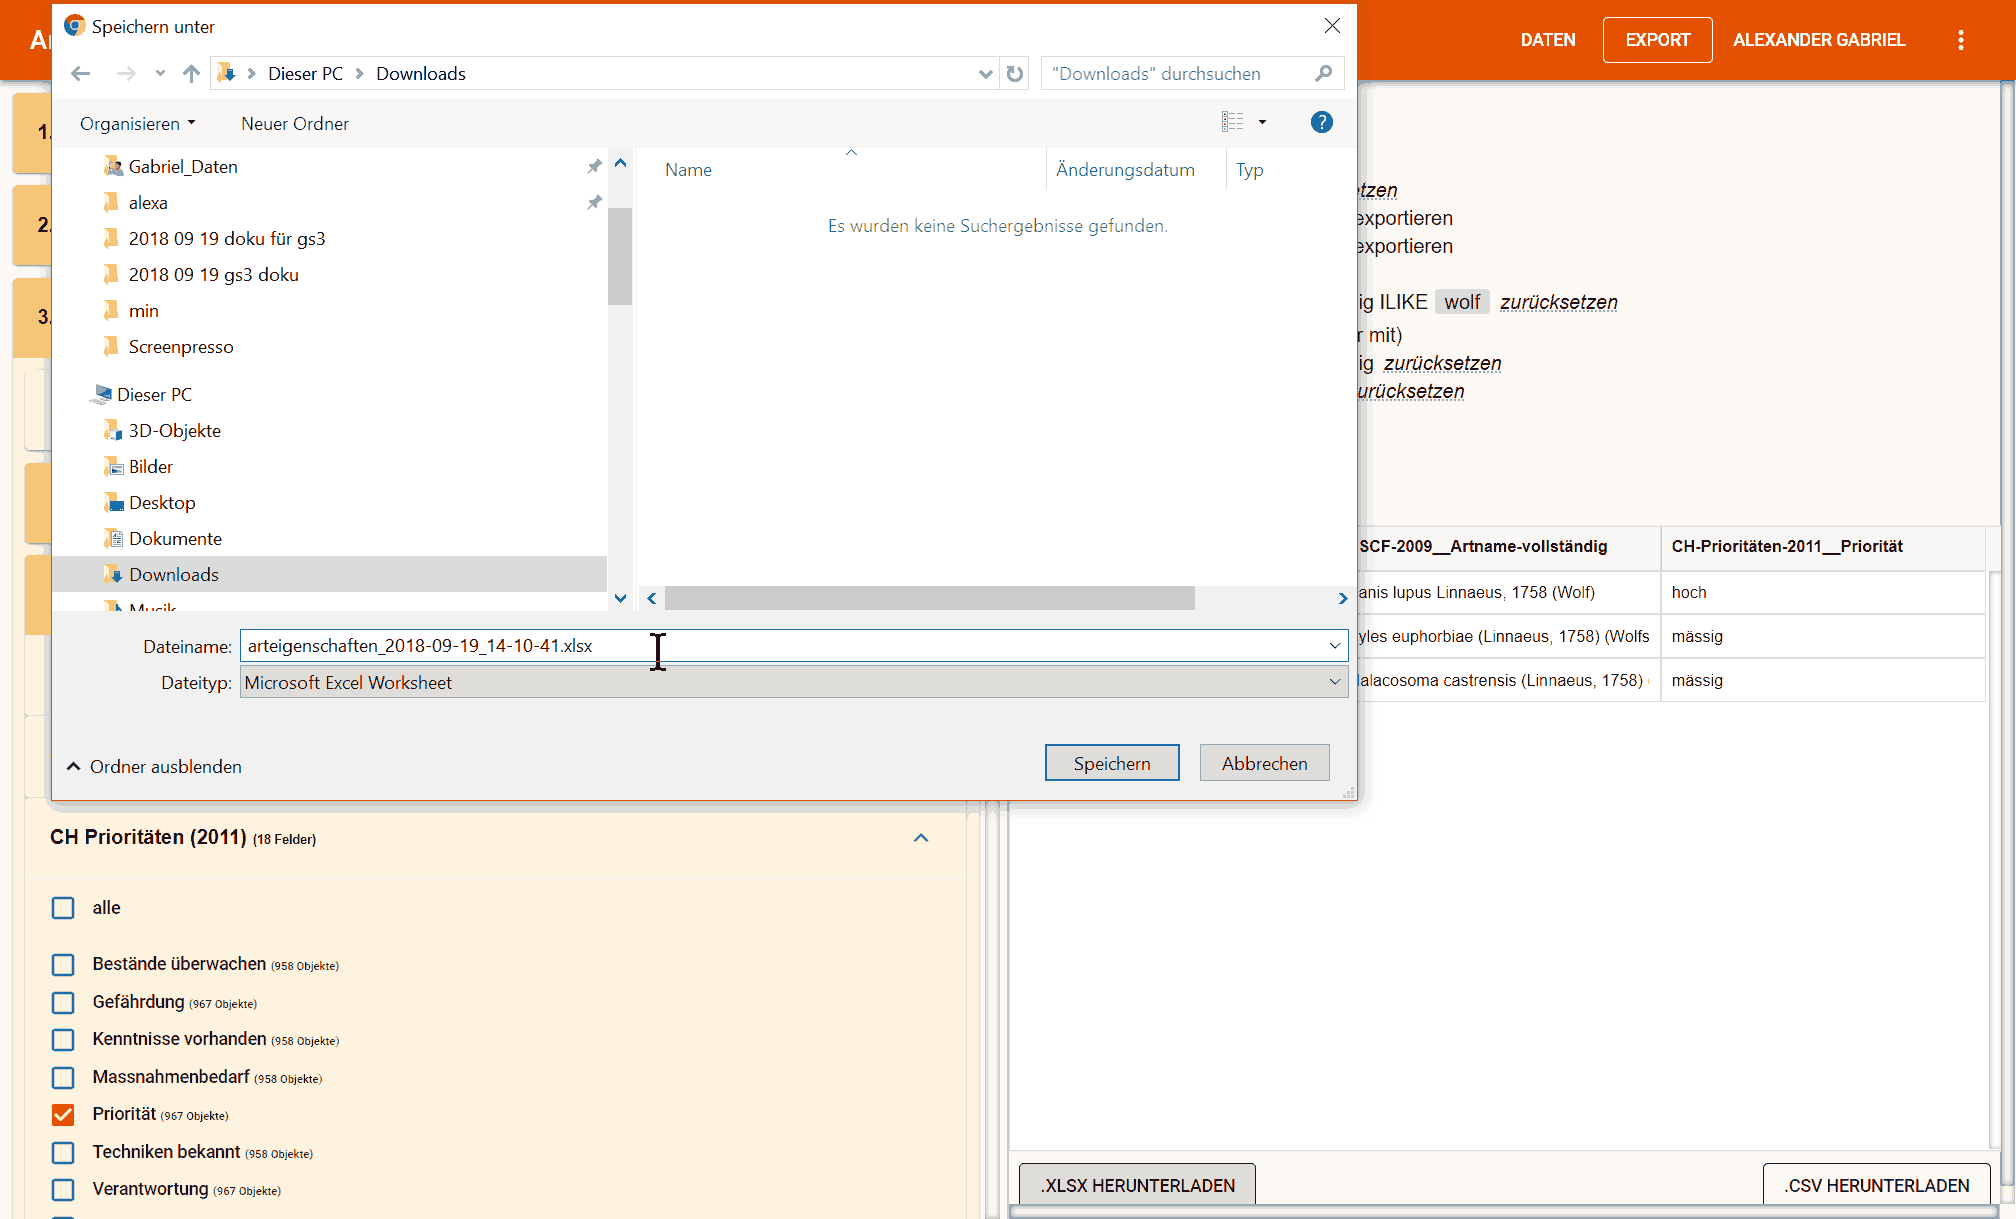 Speichern unter
Dieser PC Downloads
"Downloads" durchsuchen
Organisieren
Neuer Ordner
?
Gabriel_Daten
alexa
2018 09 19 doku für gs3
2018 09 19 gs3 doku
min
Screenpresso
Dieser PC
3D-Objekte
Bilder
Desktop
Dokumente
Downloads
Musik
Name
Änderungsdatum
Typ
Es wurden keine Suchergebnisse gefunden.
Dateiname: arteigenschaften_2018-09-19_14-10-41.xlsx
Dateityp: Microsoft Excel Worksheet
Ordner ausblenden
Speichern
Abbrechen
DATEN
EXPORT
ALEXANDER GABRIEL
1.
2.
3.
etzen
exportieren
exportieren
ig ILIKE wolf zurücksetzen
r mit)
ig zurücksetzen
urücksetzen
SCF-2009__Artname-vollständig CH-Prioritäten-2011__Priorität
anis lupus Linnaeus, 1758 (Wolf) hoch
yles euphorbiae (Linnaeus, 1758) (Wolfs mässig
lalacosoma castrensis (Linnaeus, 1758) mässig
CH Prioritäten (2011) (18 Felder)
alle
Bestände überwachen (958 Objekte)
Gefährdung (967 Objekte)
Kenntnisse vorhanden (958 Objekte)
Massnahmenbedarf (958 Objekte)
Priorität (967 Objekte)
Techniken bekannt (958 Objekte)
Verantwortung (967 Objekte)
.XLSX HERUNTERLADEN
.CSV HERUNTERLADEN